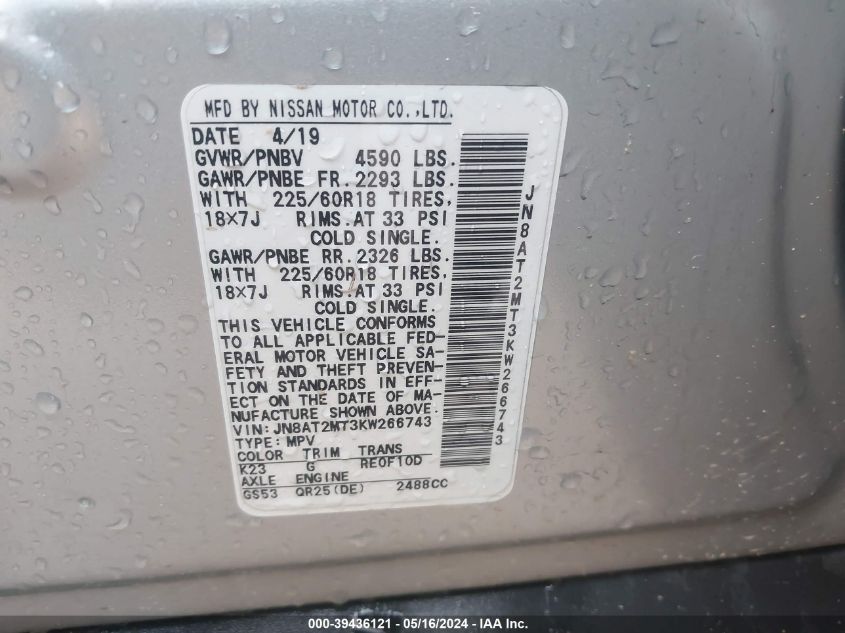 MFD BY NISSAN MOTOR CO.,LTD.
DATE 4/19
GVWR/PNBV 4590 LBS.
GAWR/PNBE FR. 2293 LBS.
WITH 225/60R18 TIRES,
18×7J RIMS.AT 33 PSI
COLD SINGLE.
GAWR/PNBE RR. 2326 LBS.
WITH 225/60R18 TIRES,
18×7J RIMS.AT 33 PSI
COLD SINGLE.
THIS VEHICLE CONFORMS
TO ALL APPLICABLE FED-
ERAL MOTOR VEHICLE SA-
FETY AND THEFT PREVEN-
TION STANDARDS IN EFF-
ECT ON THE DATE OF MA-
NUFACTURE SHOWN ABOVE.
VIN: JN8AT2MT3KW266743
TYPE: MPV
COLOR TRIM TRANS
K23 G RE0F10D
AXLE ENGINE
GS53 QR25(DE) 2488CC
JN8AT2MT3KW266743
000-39436121 - 05/16/2024 - IAA Inc.